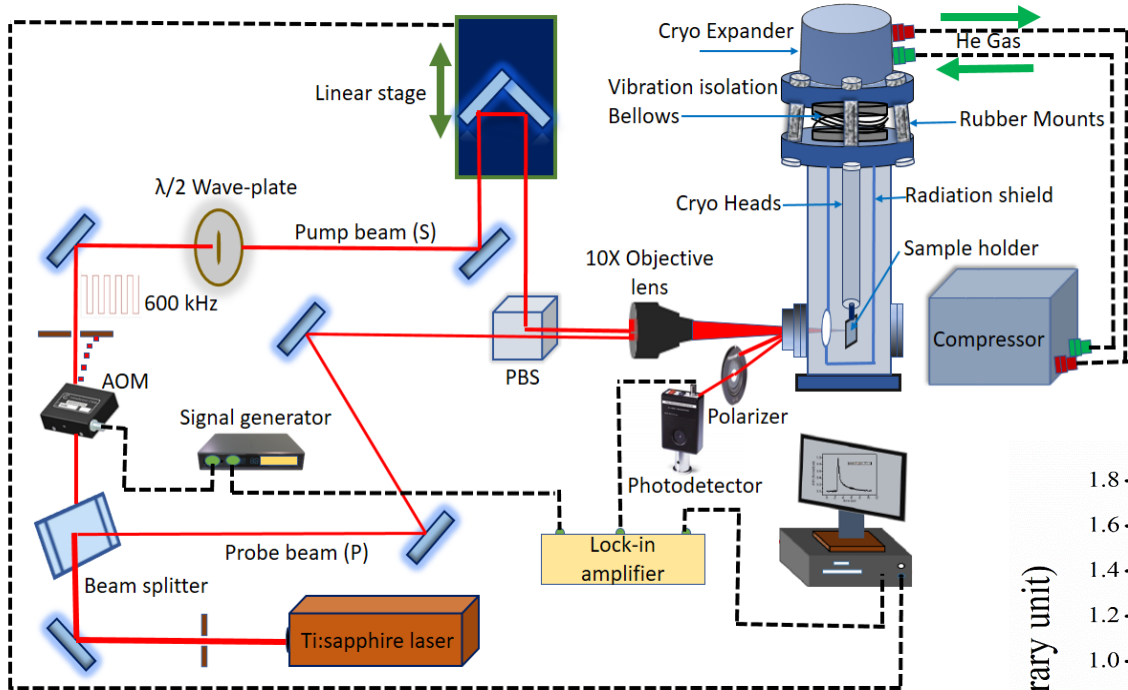 Cryo Expander
He Gas
Linear stage
Vibration isolation
Bellows
Rubber Mounts
λ/2 Wave-plate
Cryo Heads
Radiation shield
Pump beam (S)
Sample holder
10X Objective
lens
600 kHz
Compressor
PBS
AOM
Signal generator
Polarizer
Photodetector
Probe beam (P)
Lock-in
amplifier
Beam splitter
Ti:sapphire laser
1.8
1.6
1.4
1.2
1.0
rary unit)